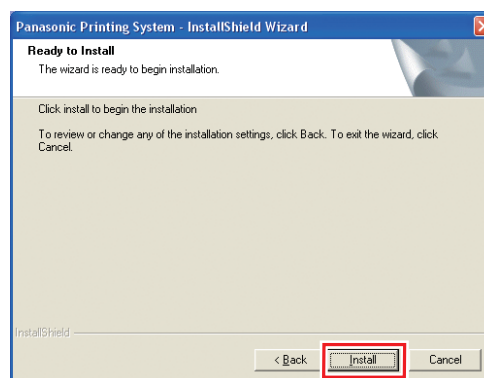 Panasonic Printing System - InstallShield Wizard
Ready to Install
The wizard is ready to begin installation.
Click install to begin the installation
To review or change any of the installation settings, click Back. To exit the wizard, click
Cancel.
InstallShield
< Back Install Cancel